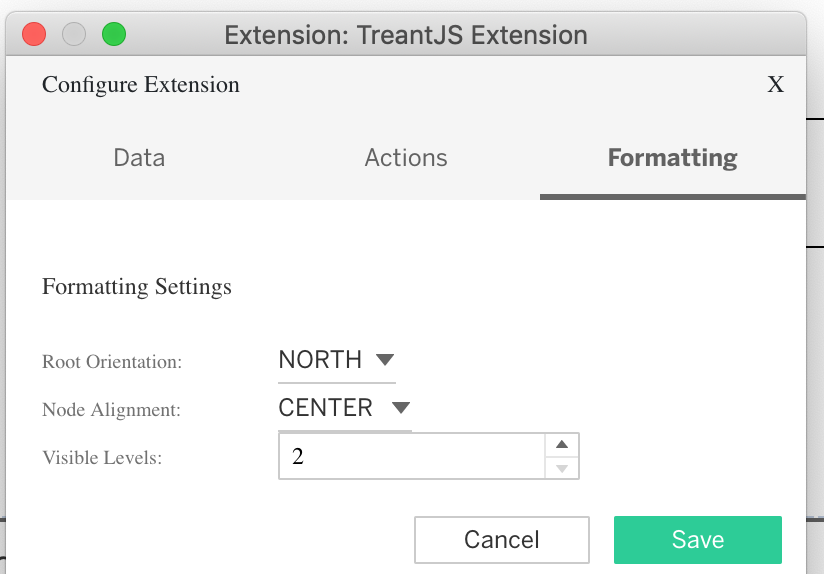 Extension: TreantJS Extension
Configure Extension X
Data Actions Formatting
Formatting Settings
Root Orientation: NORTH
Node Alignment: CENTER
Visible Levels: 2
Cancel Save